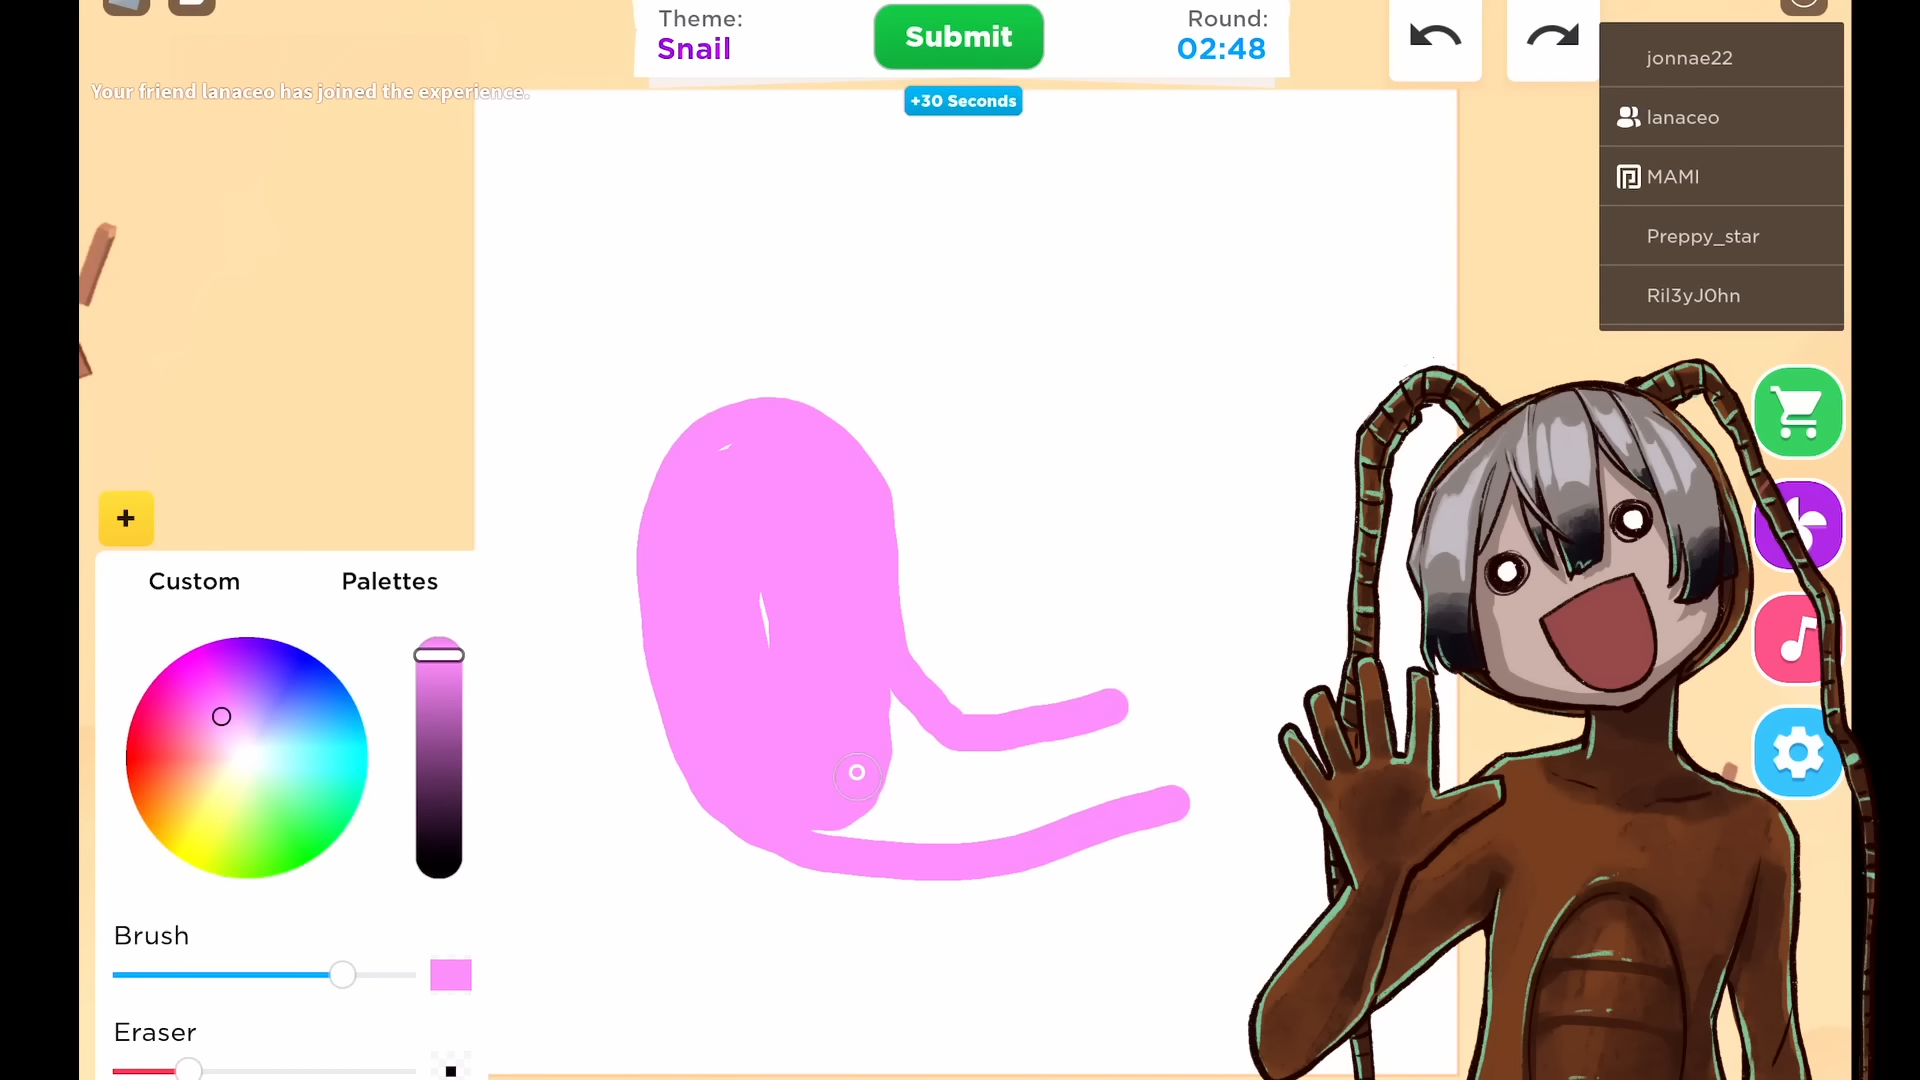 Theme:
Snail
Submit
Round:
02:48
+30 Seconds
Your friend lanaceo has joined the experience.
jonnae22
lanaceo
MAMI
Preppy_star
Ril3yJ0hn
+
Custom
Palettes
Brush
Eraser